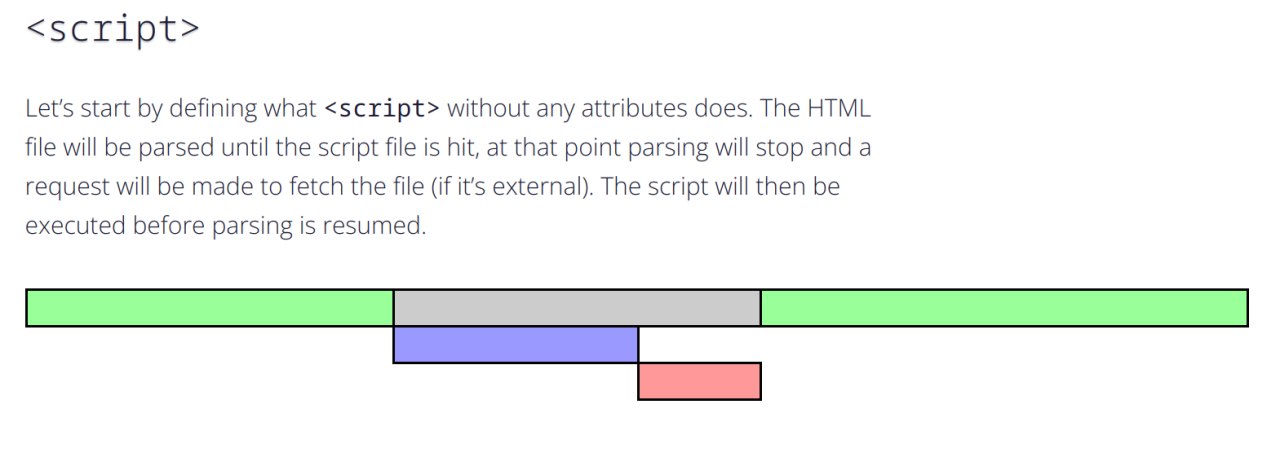 <script>
Let’s start by defining what <script> without any attributes does. The HTML
file will be parsed until the script file is hit, at that point parsing will stop and a
request will be made to fetch the file (if it’s external). The script will then be
executed before parsing is resumed.